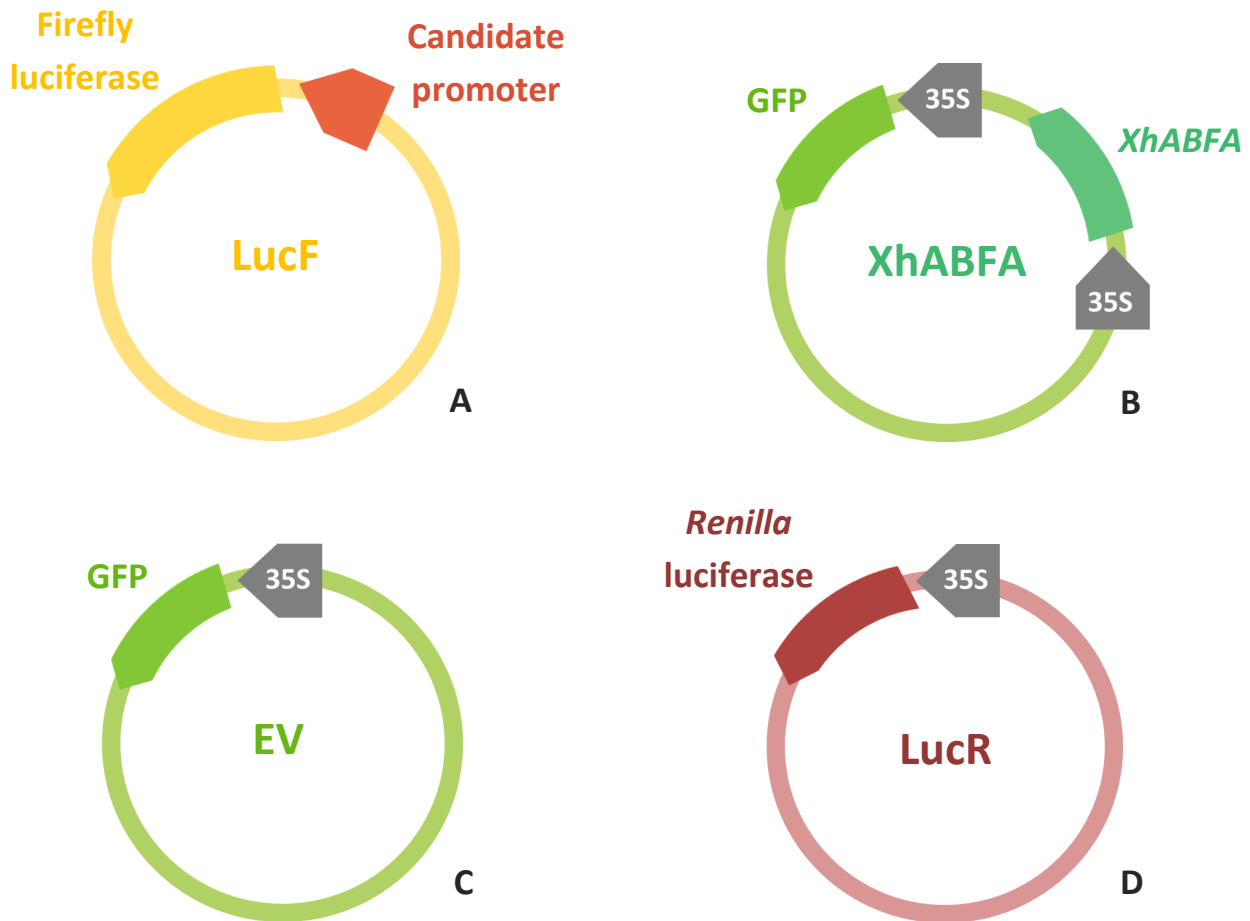 Firefly
luciferase
Candidate
promoter
LucF
A
GFP
35S
XhABFA
XhABFA
35S
B
GFP
35S
EV
C
Renilla
luciferase
35S
LucR
D